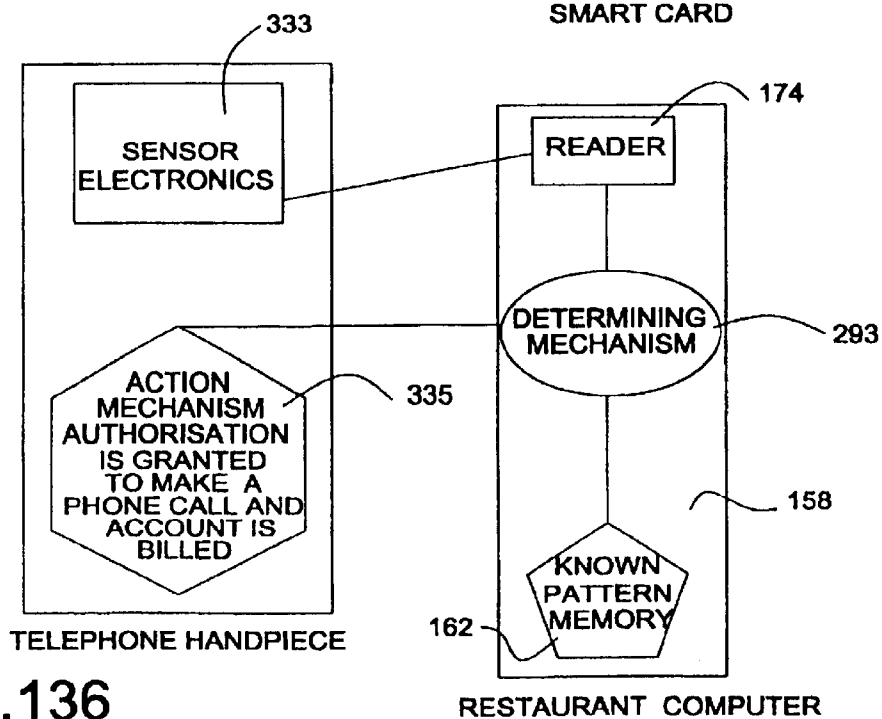 SMART CARD
333
174
SENSOR
ELECTRONICS
READER
DETERMINING
MECHANISM
293
ACTION
MECHANISM
AUTHORISATION
IS GRANTED
TO MAKE A
PHONE CALL AND
ACCOUNT IS
BILLED
335
158
KNOWN
PATTERN
MEMORY
162
TELEPHONE HANDPIECE
.136
RESTAURANT COMPUTER